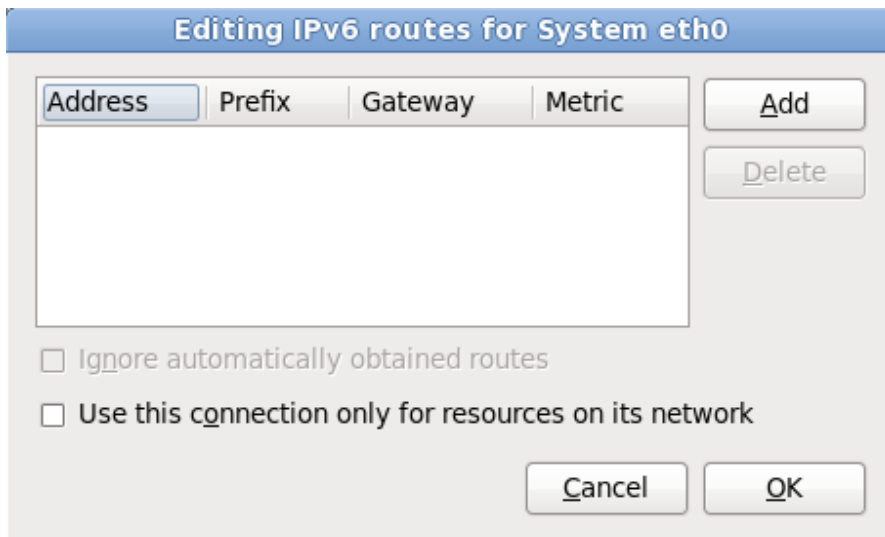 Editing IPv6 routes for System eth0
Address Prefix Gateway Metric
Add
Delete
Ignore automatically obtained routes
Use this connection only for resources on its network
Cancel OK